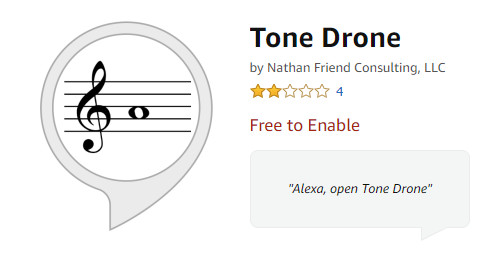 Tone Drone
by Nathan Friend Consulting, LLC
4
Free to Enable
"Alexa, open Tone Drone"